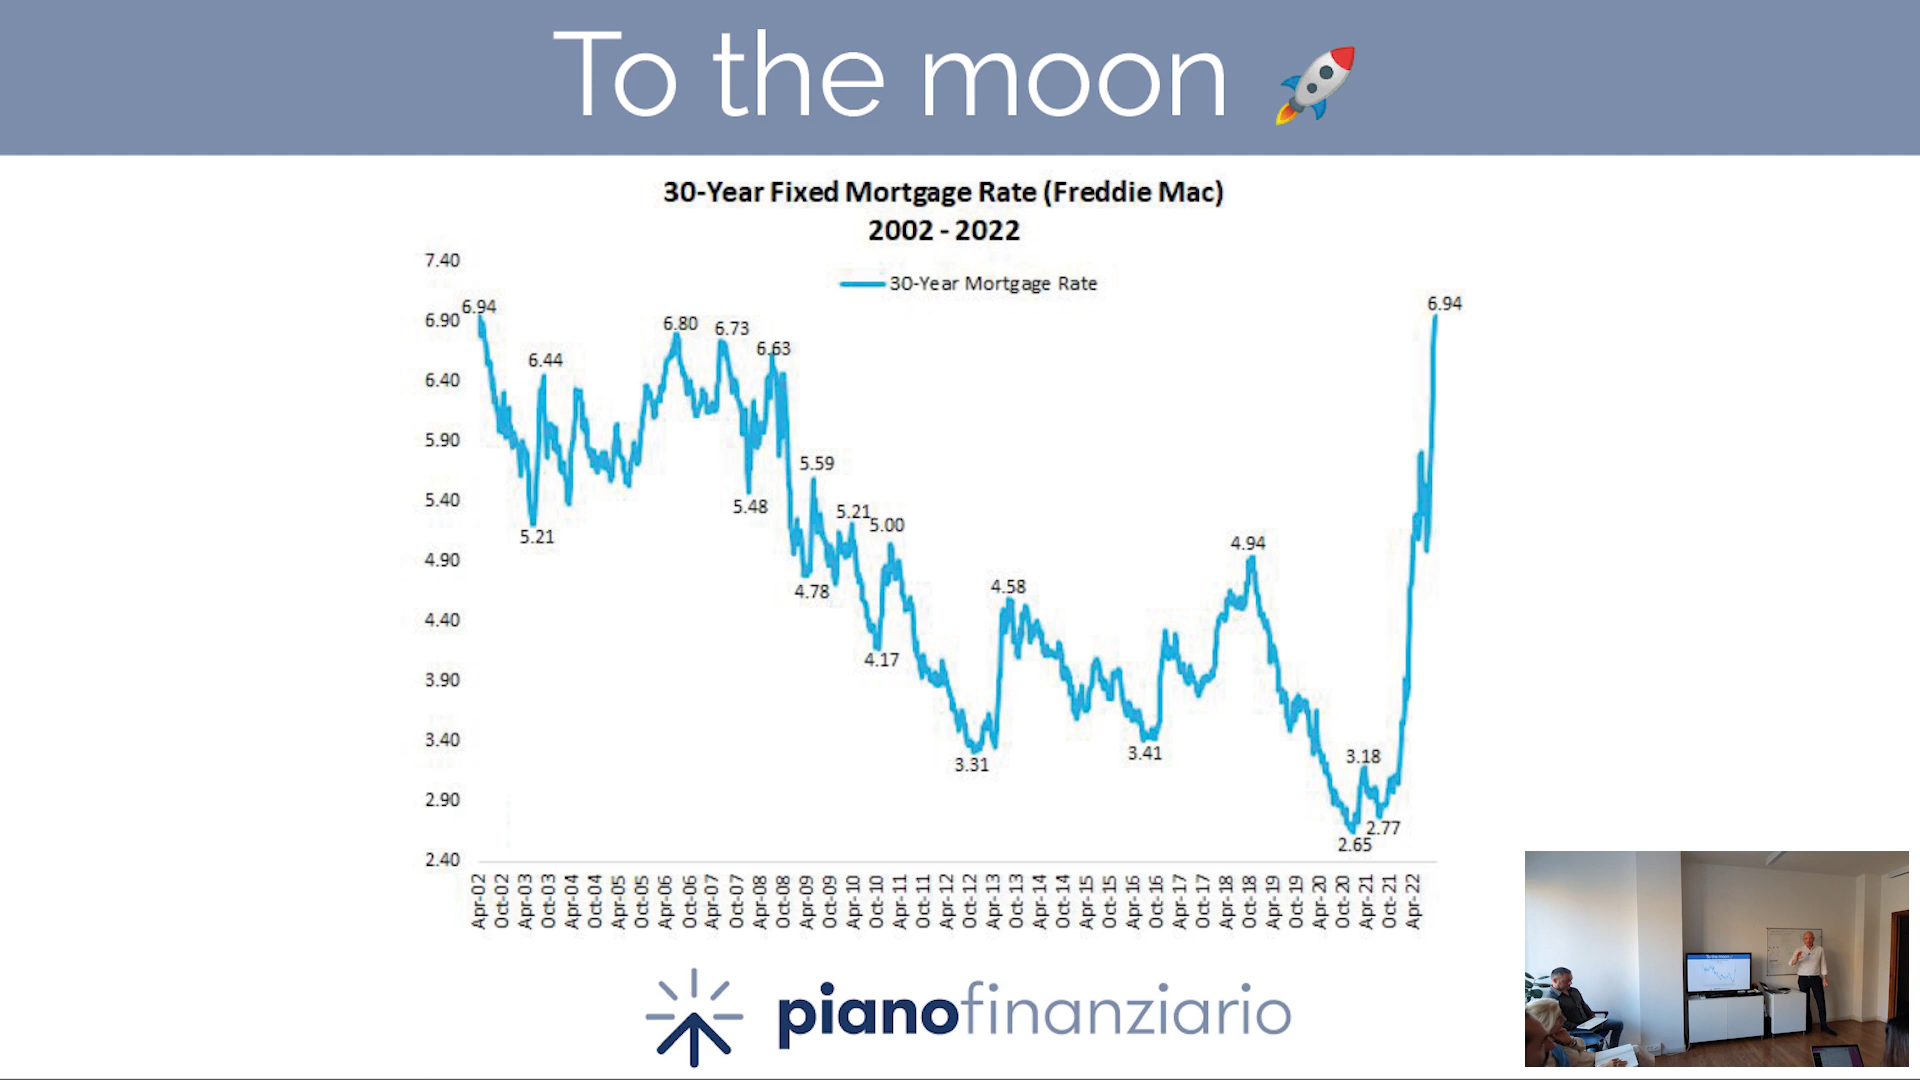 To the moon 🚀
30-Year Fixed Mortgage Rate (Freddie Mac)
2002 - 2022
30-Year Mortgage Rate
7.40
6.90
6.40
5.90
5.40
4.90
4.40
3.90
3.40
2.90
2.40
6.94
6.44
5.21
6.80
6.73
5.48
6.63
4.78
5.59
5.21
4.17
5.00
3.31
4.58
3.41
4.94
2.65
3.18
2.77
6.94
Apr-02
Oct-02
Apr-03
Oct-03
Apr-04
Oct-04
Apr-05
Oct-05
Apr-06
Oct-06
Apr-07
Oct-07
Apr-08
Oct-08
Apr-09
Oct-09
Apr-10
Oct-10
Apr-11
Oct-11
Apr-12
Oct-12
Apr-13
Oct-13
Apr-14
Oct-14
Apr-15
Oct-15
Apr-16
Oct-16
Apr-17
Oct-17
Apr-18
Oct-18
Apr-19
Oct-19
Apr-20
Oct-20
Apr-21
Oct-21
Apr-22
pianofinanziario
To the moon